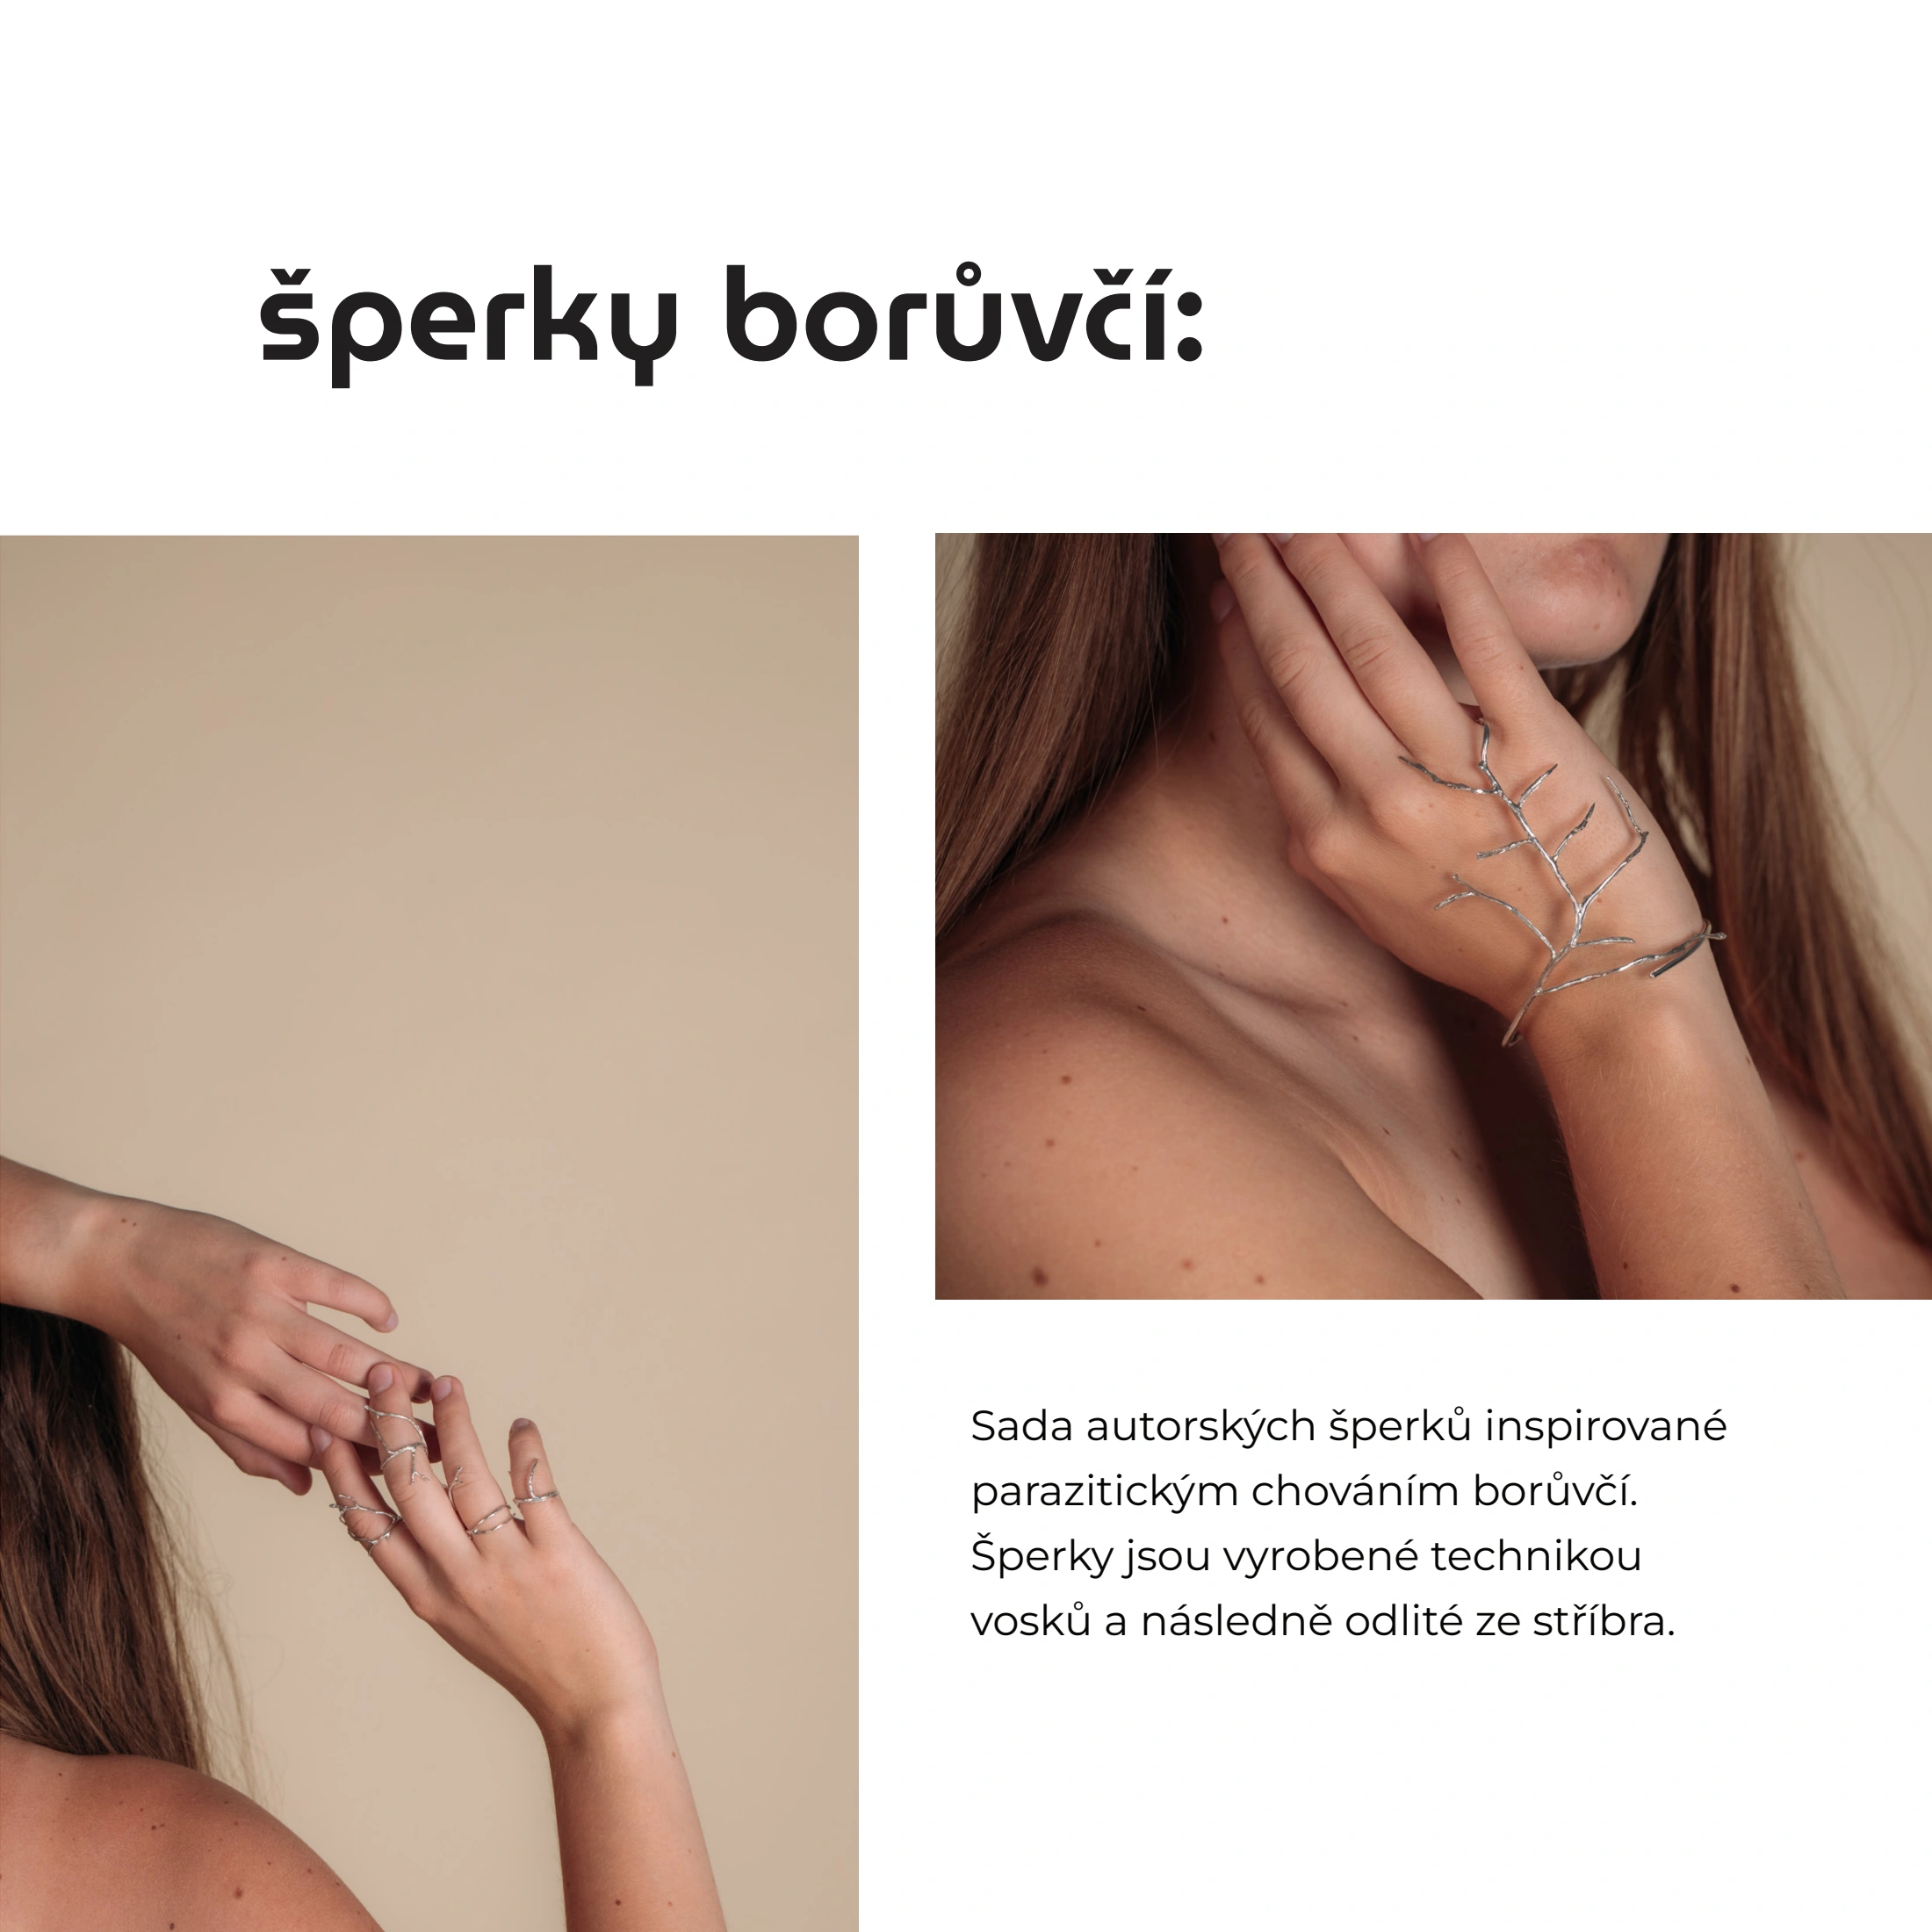 šperky borůvčí:
Sada autorských šperků inspirované
parazitickým chováním borůvčí.
Šperky jsou vyrobené technikou
vosků a následně odlité ze stříbra.